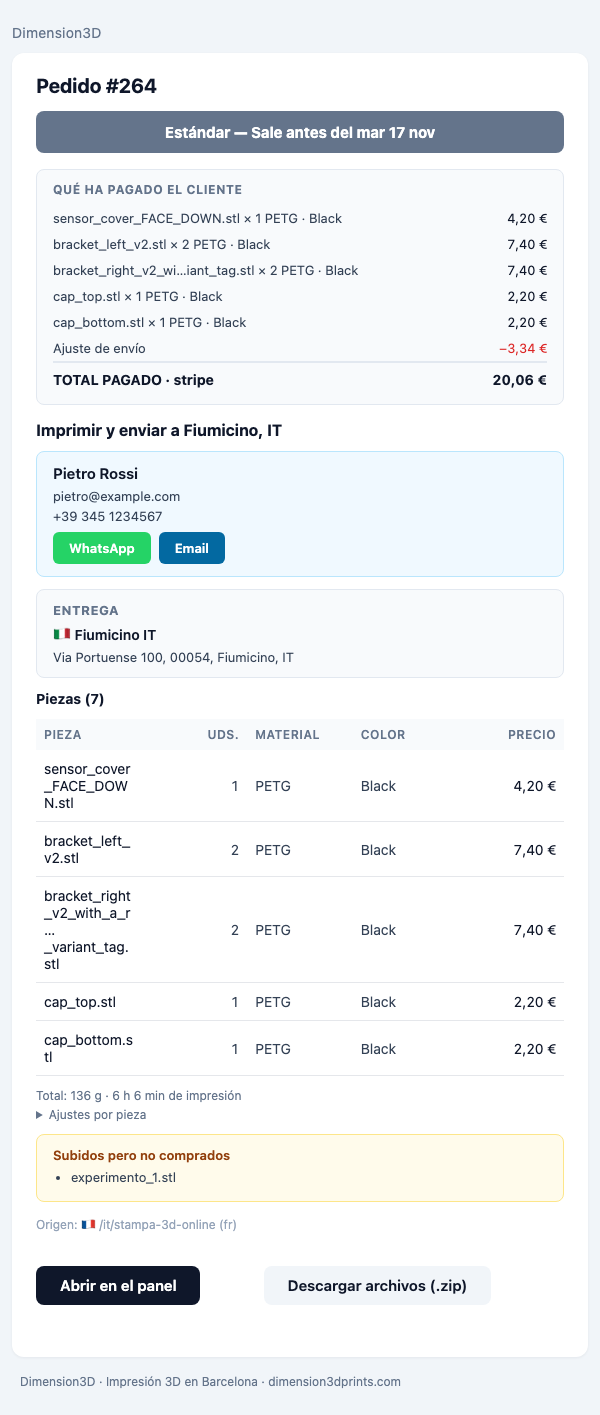 Dimension3D
Pedido #264
Estándar — Sale antes del mar 17 nov
QUÉ HA PAGADO EL CLIENTE
sensor_cover_FACE_DOWN.stl × 1 PETG · Black 4,20 €
bracket_left_v2.stl × 2 PETG · Black 7,40 €
bracket_right_v2_wi...iant_tag.stl × 2 PETG · Black 7,40 €
cap_top.stl × 1 PETG · Black 2,20 €
cap_bottom.stl × 1 PETG · Black 2,20 €
Ajuste de envío −3,34 €
TOTAL PAGADO · stripe 20,06 €
Imprimir y enviar a Fiumicino, IT
Pietro Rossi
pietro@example.com
+39 345 1234567
WhatsApp Email
ENTREGA
Fiumicino IT
Via Portuense 100, 00054, Fiumicino, IT
Piezas (7)
PIEZA UDS. MATERIAL COLOR PRECIO
sensor_cover
_FACE_DOW
N.stl
1 PETG Black 4,20 €
bracket_left_
v2.stl
2 PETG Black 7,40 €
bracket_right
_v2_with_a_r
...
_variant_tag.
stl
2 PETG Black 7,40 €
cap_top.stl 1 PETG Black 2,20 €
cap_bottom.s
tl
1 PETG Black 2,20 €
Total: 136 g · 6 h 6 min de impresión
▶ Ajustes por pieza
Subidos pero no comprados
• experimento_1.stl
Origen: /it/stampa-3d-online (fr)
Abrir en el panel Descargar archivos (.zip)
Dimension3D · Impresión 3D en Barcelona · dimension3dprints.com